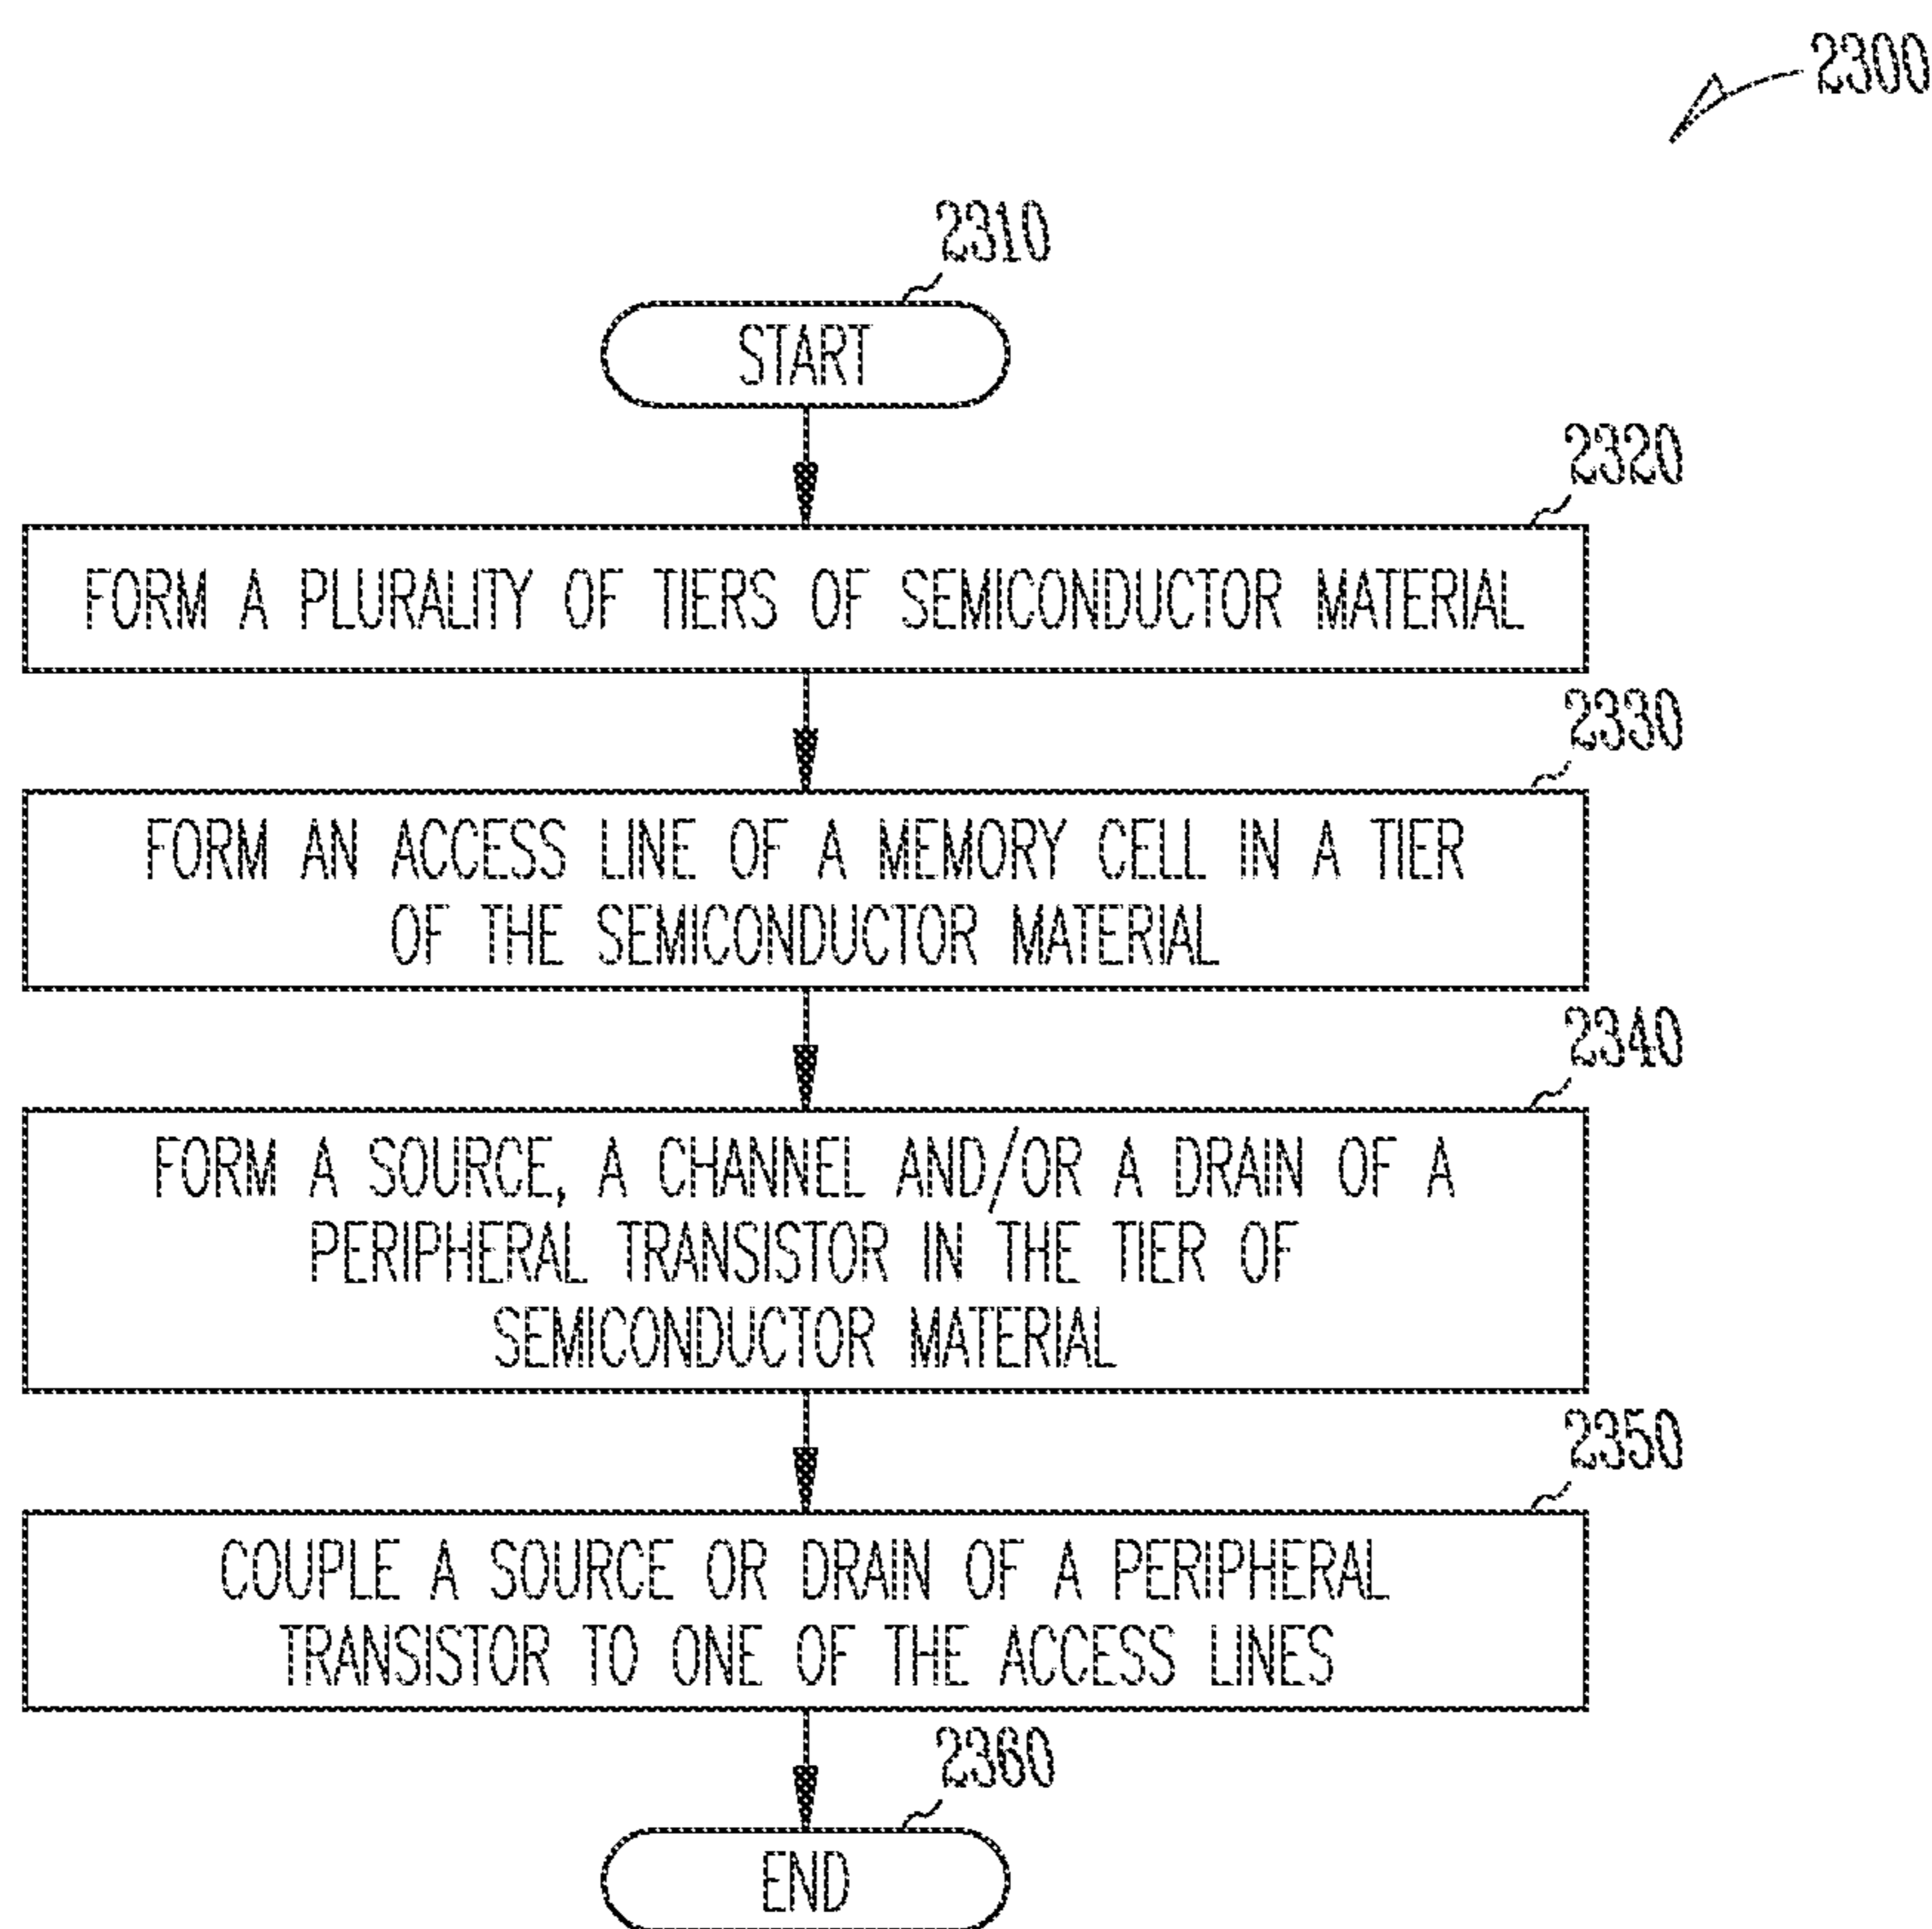 2300
2310
START
2320
FORM A PLURALITY OF TIERS OF SEMICONDUCTOR MATERIAL
2330
FORM AN ACCESS LINE OF A MEMORY CELL IN A TIER
OF THE SEMICONDUCTOR MATERIAL
2340
FORM A SOURCE, A CHANNEL AND/OR A DRAIN OF A
PERIPHERAL TRANSISTOR IN THE TIER OF
SEMICONDUCTOR MATERIAL
2350
COUPLE A SOURCE OR DRAIN OF A PERIPHERAL
TRANSISTOR TO ONE OF THE ACCESS LINES
2360
END